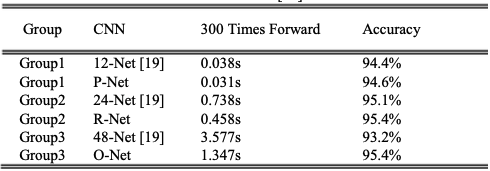 Group CNN 300 Times Forward Accuracy
Group1 12-Net [19] 0.038s 94.4%
Group1 P-Net 0.031s 94.6%
Group2 24-Net [19] 0.738s 95.1%
Group2 R-Net 0.458s 95.4%
Group3 48-Net [19] 3.577s 93.2%
Group3 O-Net 1.347s 95.4%